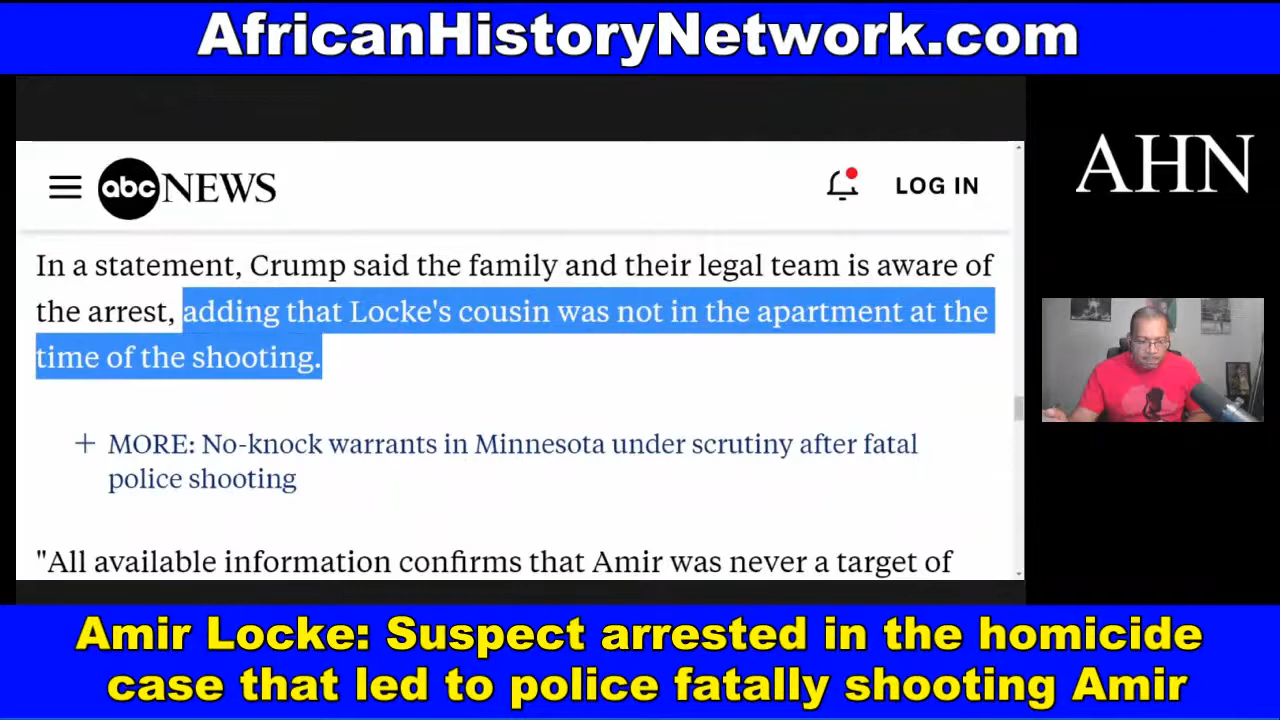 AfricanHistoryNetwork.com
AHN
abc NEWS
LOG IN
In a statement, Crump said the family and their legal team is aware of
the arrest, adding that Locke's cousin was not in the apartment at the
time of the shooting.
+ MORE: No-knock warrants in Minnesota under scrutiny after fatal
police shooting
"All available information confirms that Amir was never a target of
Amir Locke: Suspect arrested in the homicide
case that led to police fatally shooting Amir